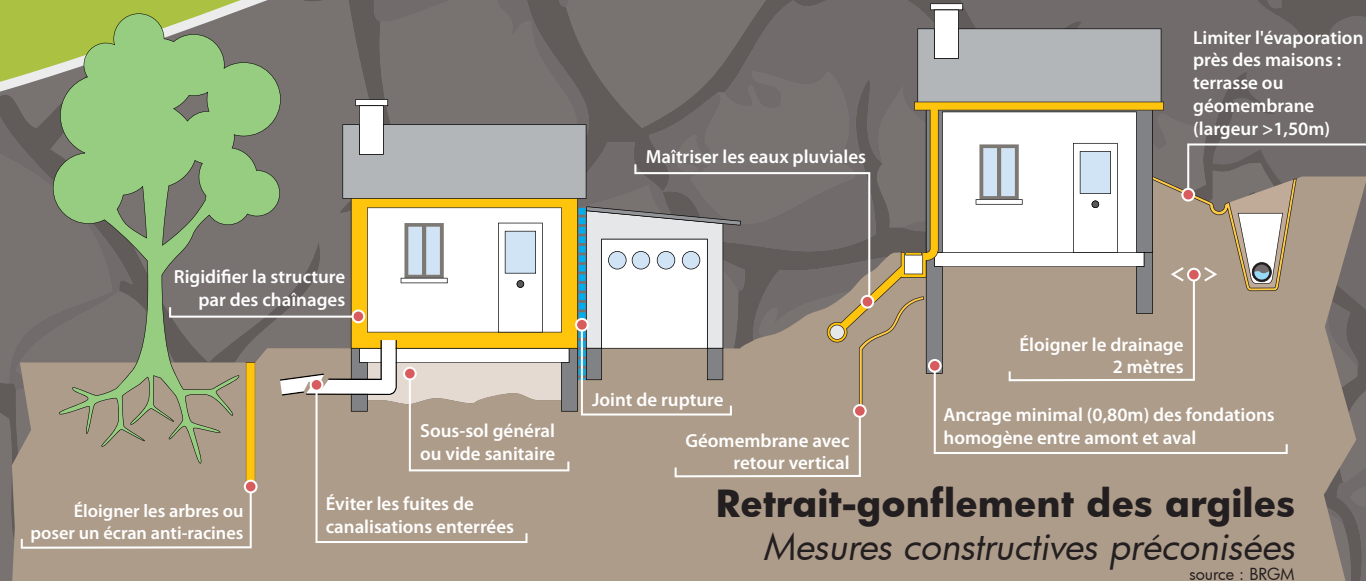 Limiter l'évaporation
près des maisons :
terrasse ou
géomembrane
(largeur >1,50m)
Maîtriser les eaux pluviales
Rigidifier la structure
par des chaînages
Éloigner le drainage
2 mètres
Joint de rupture
Ancrage minimal (0,80m) des fondations
homogène entre amont et aval
Sous-sol général
ou vide sanitaire
Géomembrane avec
retour vertical
Éloigner les arbres ou
poser un écran anti-racines
Éviter les fuites de
canalisations enterrées
Retrait-gonflement des argiles
Mesures constructives préconisées
source : BRGM